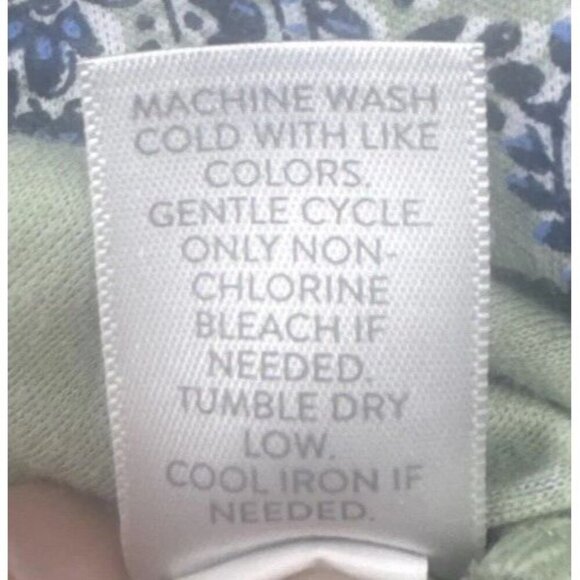 MACHINE WASH
COLD WITH LIKE
COLORS.
GENTLE CYCLE.
ONLY NON-
CHLORINE
BLEACH IF
NEEDED.
TUMBLE DRY
LOW.
COOL IRON IF
NEEDED.